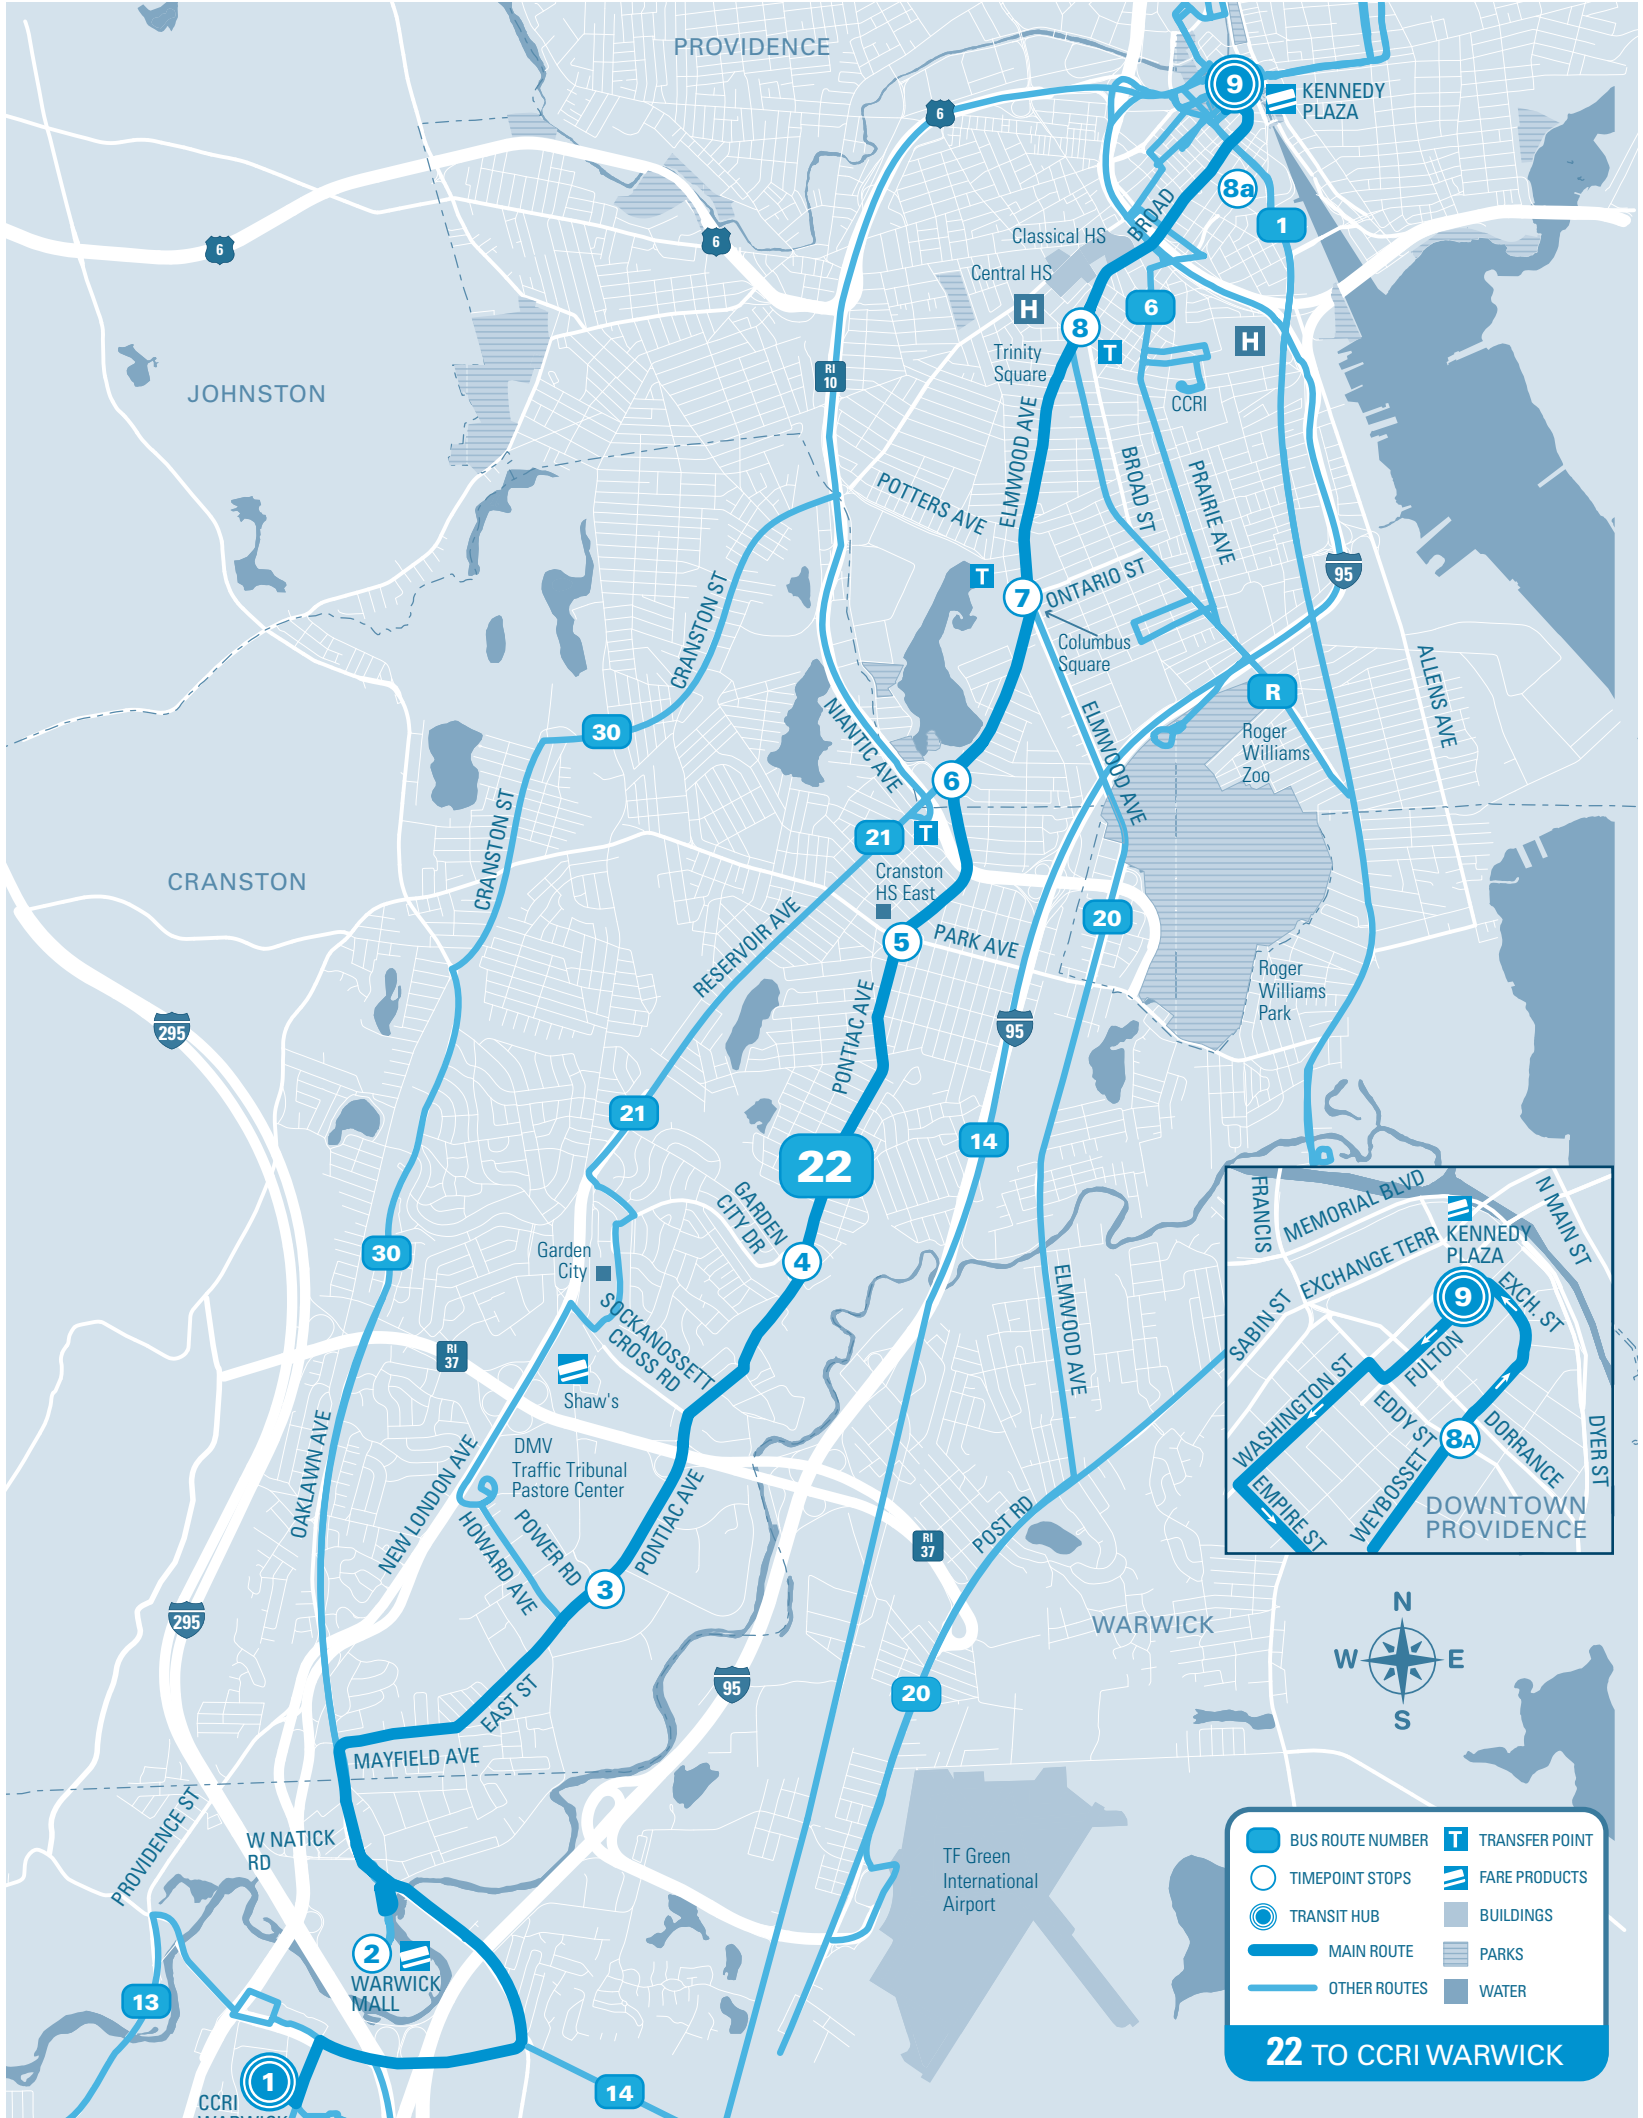 PROVIDENCE
6
9
KENNEDY
PLAZA
8a
BROAD
1
Classical HS
6
6
Central HS
H
6
8
H
T
Trinity
Square
RI
10
JOHNSTON
CCRI
ELMWOOD AVE
BROAD ST
PRAIRIE AVE
POTTERS AVE
T
95
ONTARIO ST
7
CRANSTON ST
Columbus
Square
ALLENS AVE
R
30
NIANTIC AVE
ELMWOOD AVE
Roger
Williams
Zoo
6
CRANSTON ST
21
T
CRANSTON
Cranston
HS East
20
RESERVOIR AVE
5
PARK AVE
Roger
Williams
Park
PONTIAC AVE
295
95
21
14
22
GARDEN
CITY DR
30
Garden
City
4
ELMWOOD AVE
SOCKANOSSETT
CROSS RD
RI
37
Shaw's
FRANCIS
MEMORIAL BLVD
N MAIN ST
KENNEDY
PLAZA
EXCHANGE TERR
9
EXCH. ST
SABIN ST
FULTON
WASHINGTON ST
EDDY ST
8A
DORRANCE
DYER ST
EMPIRE ST
WEYBOSSET
DOWNTOWN
PROVIDENCE
OAKLAWN AVE
NEW LONDON AVE
DMV
Traffic Tribunal
Pastore Center
PONTIAC AVE
POWER RD
HOWARD AVE
POST RD
RI
37
3
295
WARWICK
N
W
E
S
95
20
EAST ST
MAYFIELD AVE
PROVIDENCE ST
W NATICK
RD
TF Green
International
Airport
2
WARWICK
MALL
13
1
CCRI
WARWICK
14
BUS ROUTE NUMBER
T TRANSFER POINT
TIMEPOINT STOPS
FARE PRODUCTS
TRANSIT HUB
BUILDINGS
MAIN ROUTE
PARKS
OTHER ROUTES
WATER
22 TO CCRI WARWICK